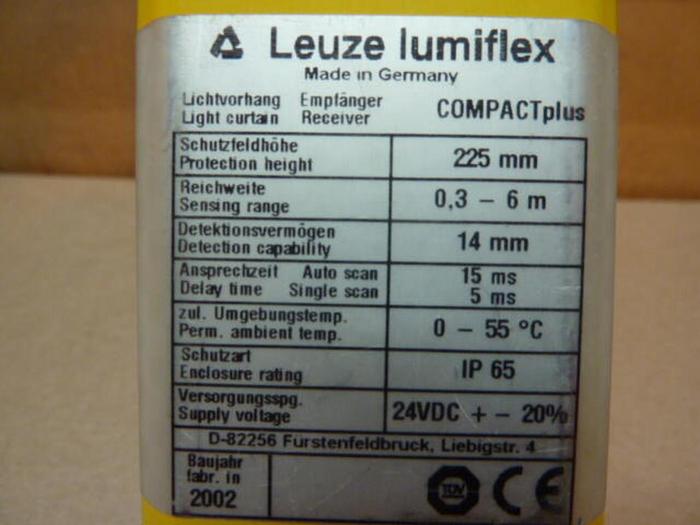 Leuze lumiflex
Made in Germany
Lichtvorhang Empfänger COMPACTplus
Light curtain Receiver
Schutzfeldhöhe
Protection height 225 mm
Reichweite
Sensing range 0,3 – 6 m
Detektionsvermögen
Detection capability 14 mm
Ansprechzeit Auto scan 15 ms
Delay time Single scan 5 ms
zul. Umgebungstemp.
Perm. ambient temp. 0 – 55 °C
Schutzart
Enclosure rating IP 65
Versorgungsspg.
Supply voltage 24VDC + – 20%
D-82256 Fürstenfeldbruck, Liebigstr. 4
Baujahr
fabr. in
2002
TÜV CE